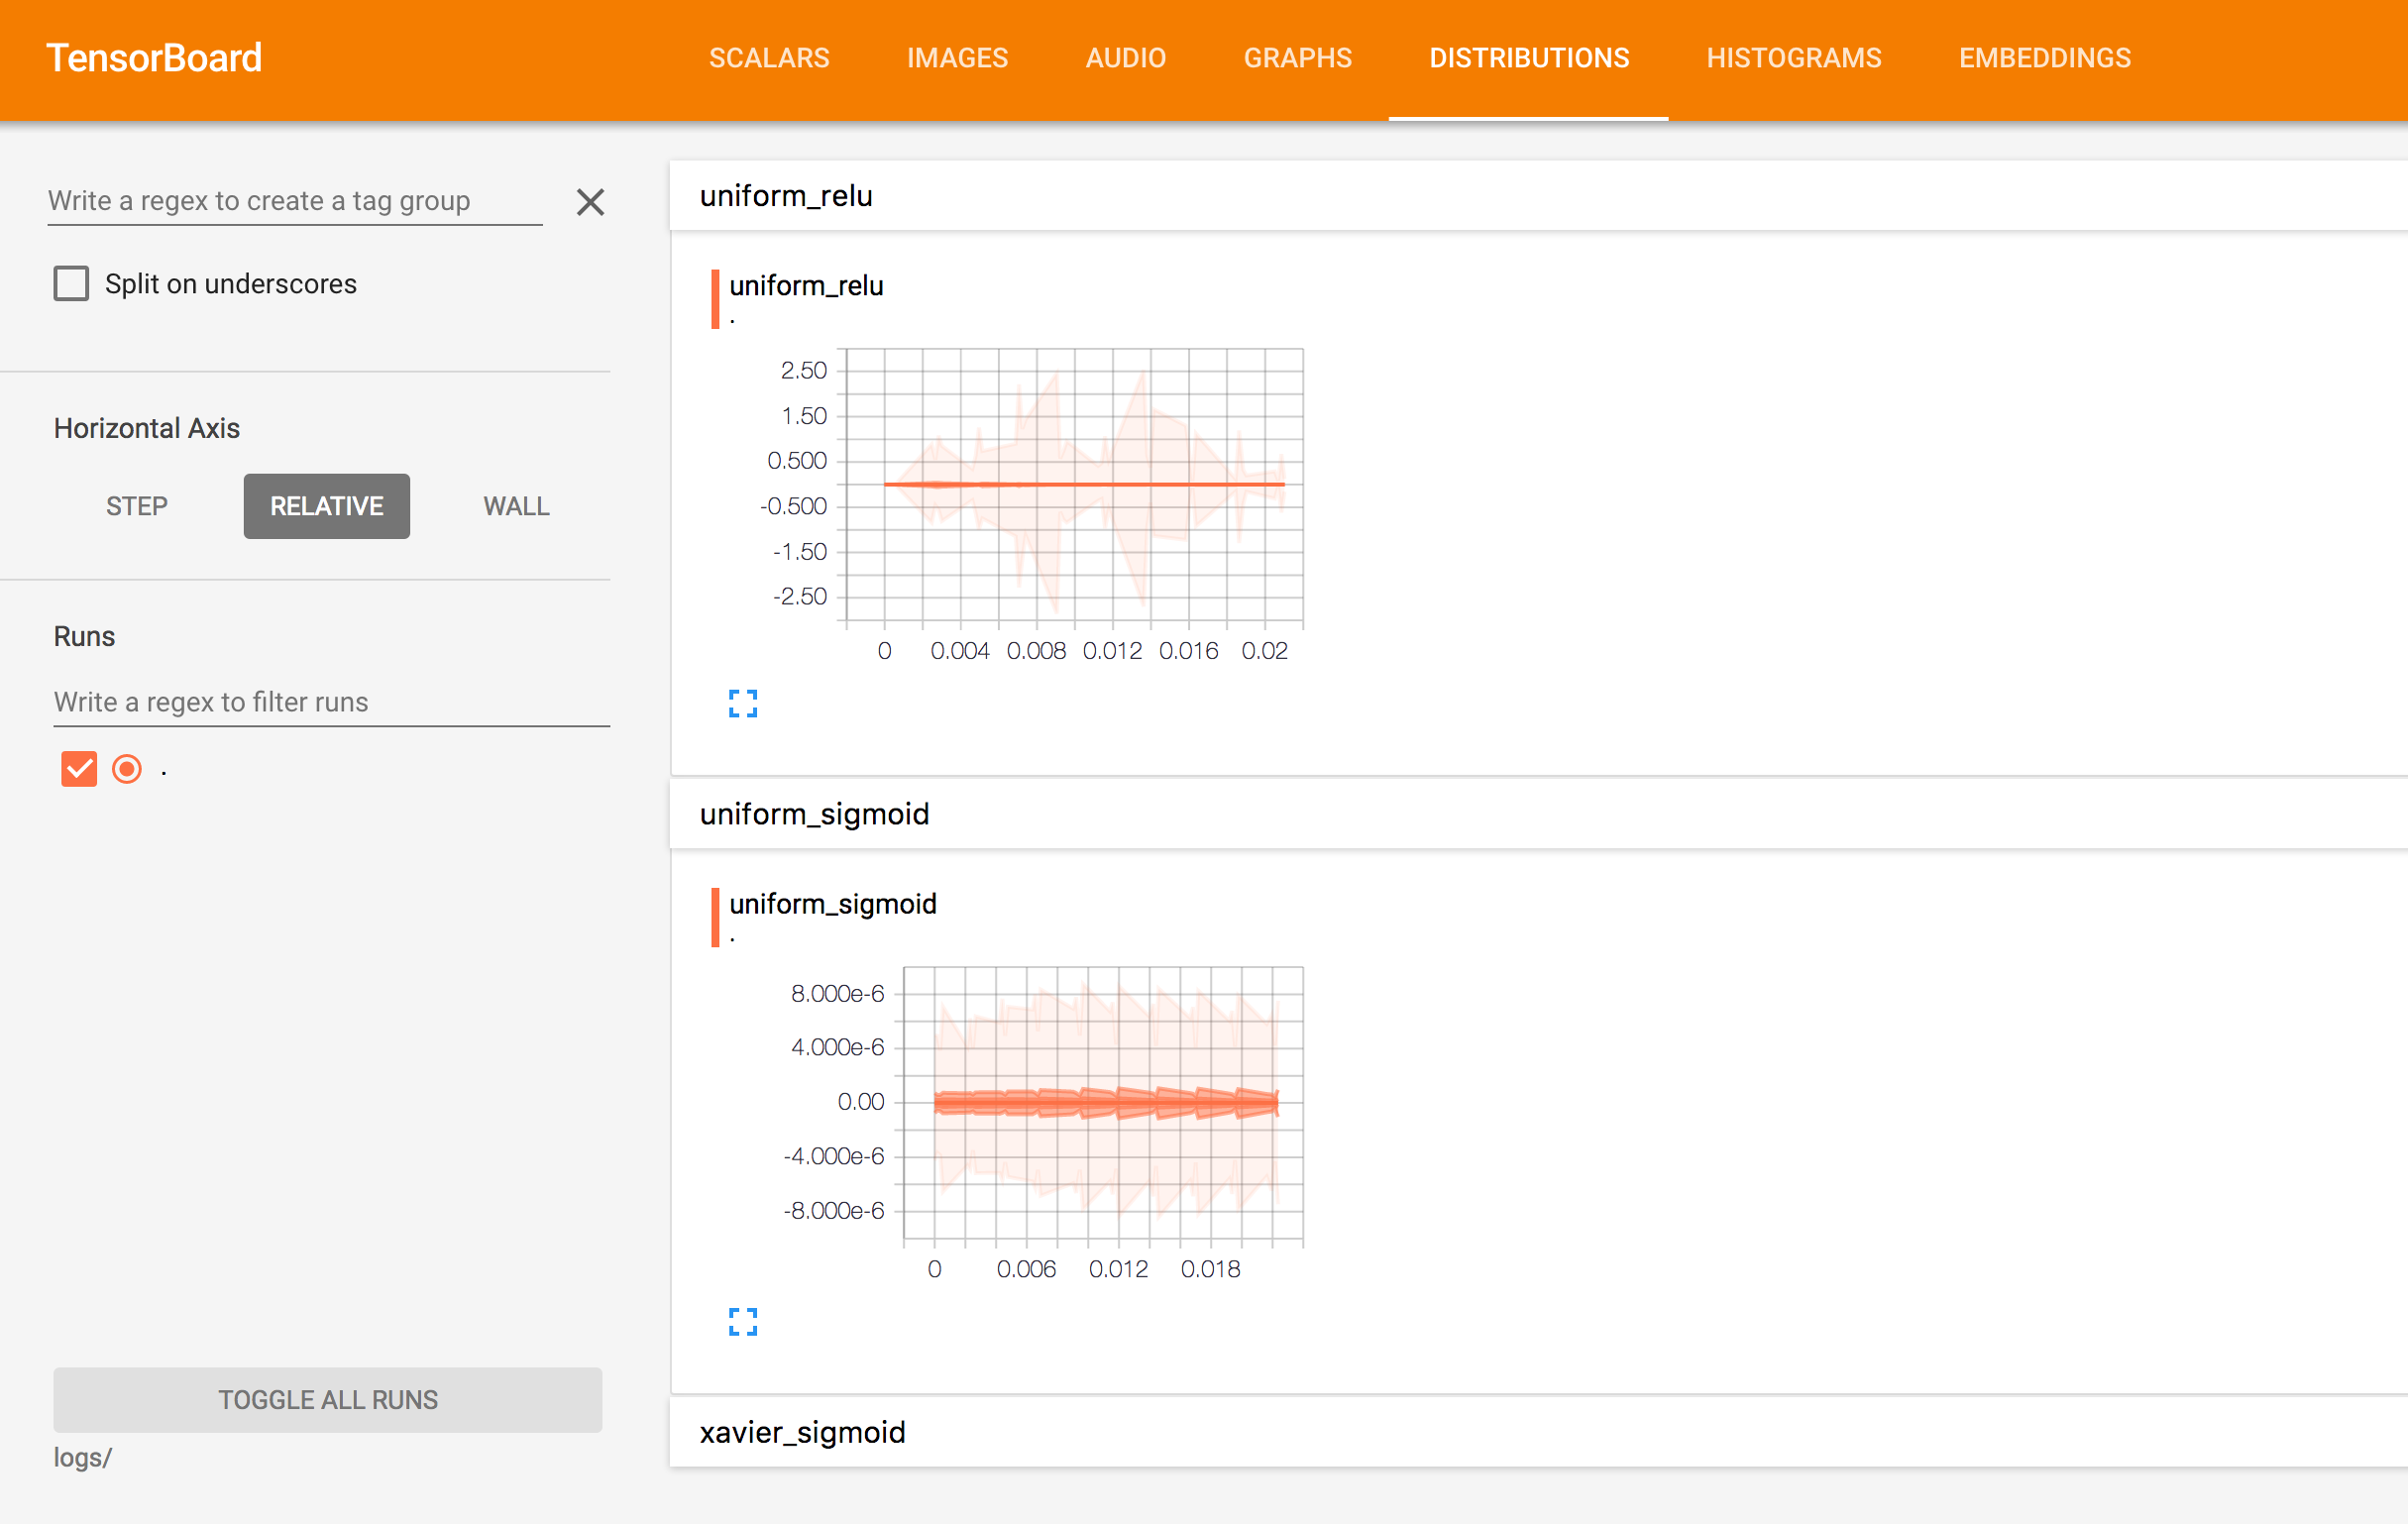 TensorBoard
SCALARS IMAGES AUDIO GRAPHS DISTRIBUTIONS HISTOGRAMS EMBEDDINGS
Write a regex to create a tag group
Split on underscores
Horizontal Axis
STEP RELATIVE WALL
Runs
Write a regex to filter runs
.
TOGGLE ALL RUNS
logs/
uniform_relu
uniform_relu
.
2.50
1.50
0.500
-0.500
-1.50
-2.50
0 0.004 0.008 0.012 0.016 0.02
uniform_sigmoid
uniform_sigmoid
.
8.000e-6
4.000e-6
0.00
-4.000e-6
-8.000e-6
0 0.006 0.012 0.018
xavier_sigmoid